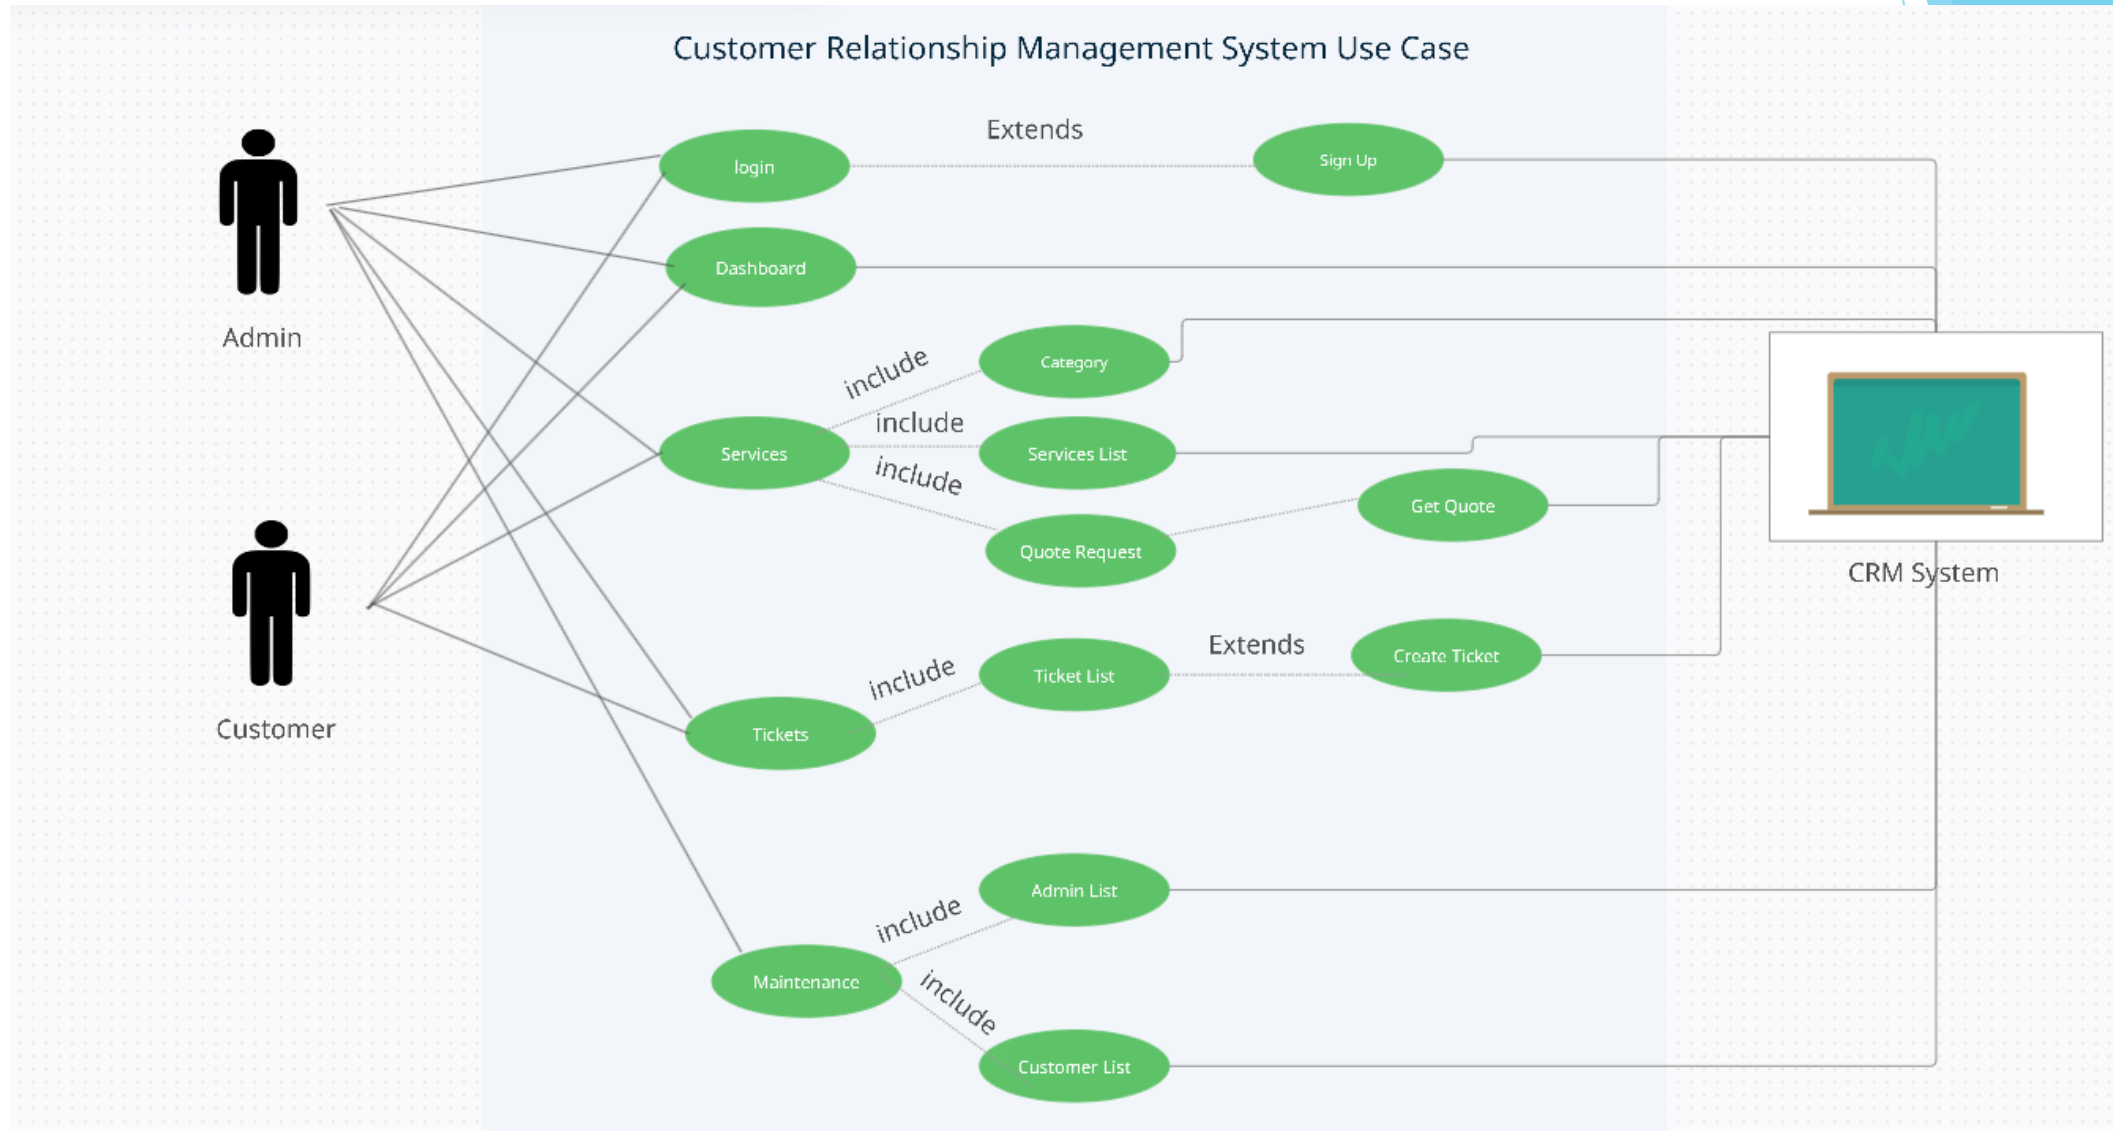 Customer Relationship Management System Use Case
Extends
login
Sign Up
Dashboard
Admin
include
Category
include
Services
Services List
include
Get Quote
Quote Request
CRM System
Customer
Extends
include
Ticket List
Create Ticket
Tickets
Admin List
include
Maintenance
include
Customer List